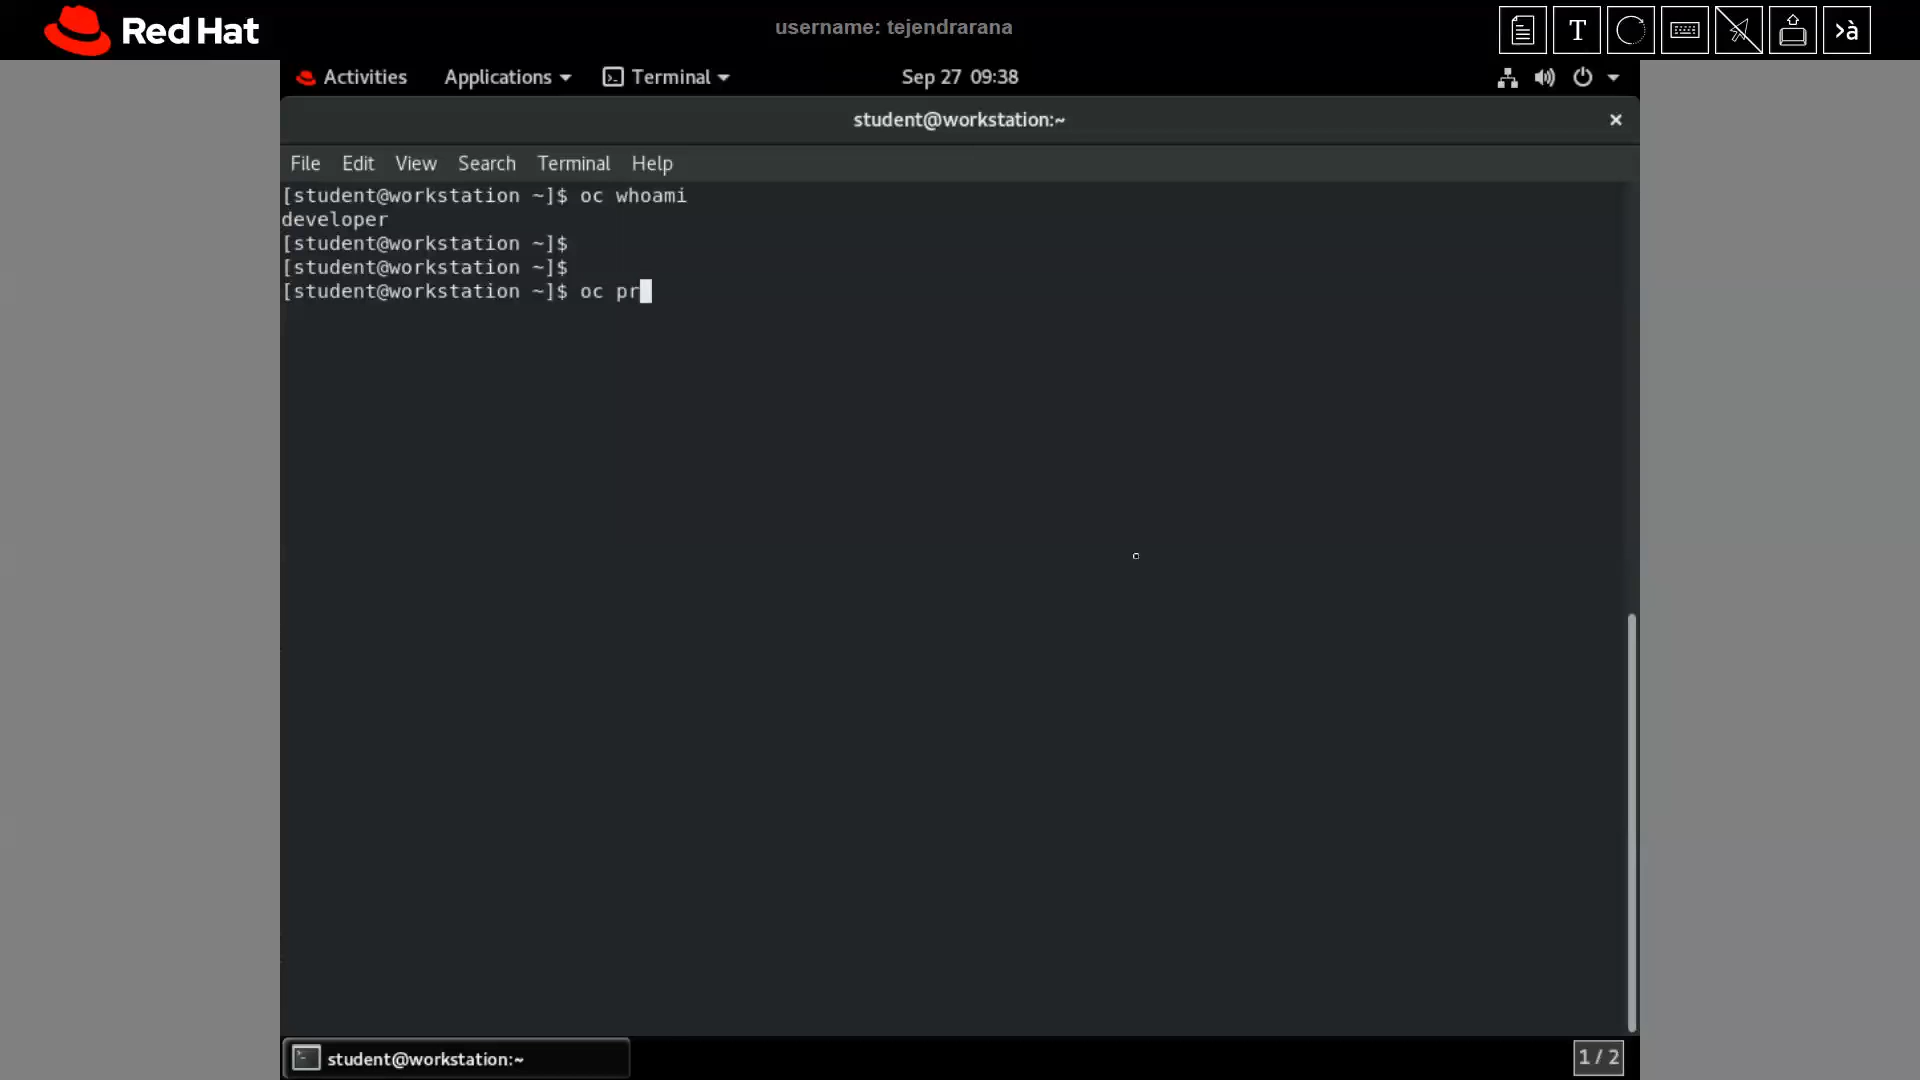 Red Hat
username: tejendrarana
T
>à
Activities Applications Terminal Sep 27 09:38
student@workstation:~
File Edit View Search Terminal Help
[student@workstation ~]$ oc whoami
developer
[student@workstation ~]$
[student@workstation ~]$
[student@workstation ~]$ oc pr
student@workstation:~
1 / 2